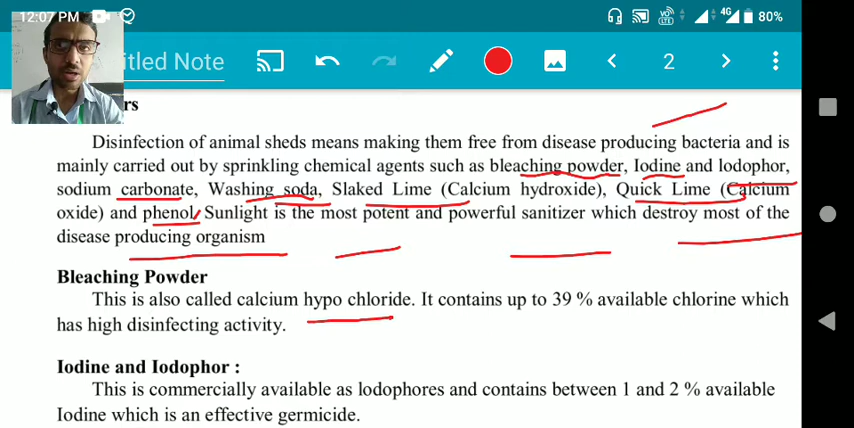 12:07 PM
4G
80%
titled Note
2
rs
Disinfection of animal sheds means making them free from disease producing bacteria and is
mainly carried out by sprinkling chemical agents such as bleaching powder, Iodine and lodophor,
sodium carbonate, Washing soda, Slaked Lime (Calcium hydroxide), Quick Lime (Calcium
oxide) and phenol, Sunlight is the most potent and powerful sanitizer which destroy most of the
disease producing organism
Bleaching Powder
This is also called calcium hypo chloride. It contains up to 39 % available chlorine which
has high disinfecting activity.
Iodine and Iodophor :
This is commercially available as lodophores and contains between 1 and 2 % available
Iodine which is an effective germicide.